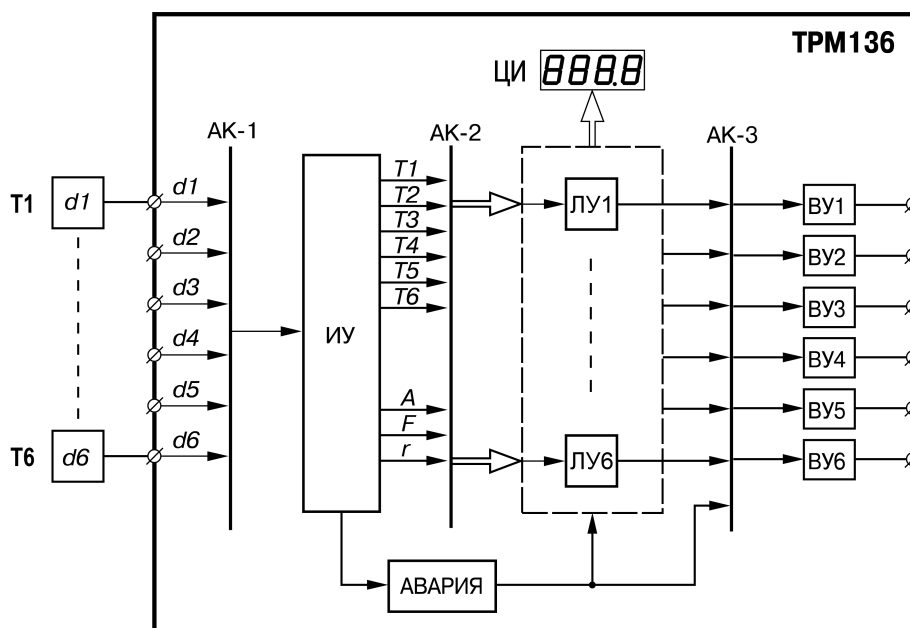 ТРМ136
ЦИ 888.8
АК-1
АК-2
АК-3
Т1 d1
d1
d2
d3
d4
d5
Т6 d6
d6
ИУ
T1
T2
T3
T4
T5
T6
A
F
r
ЛУ1
ЛУ6
ВУ1
ВУ2
ВУ3
ВУ4
ВУ5
ВУ6
АВАРИЯ